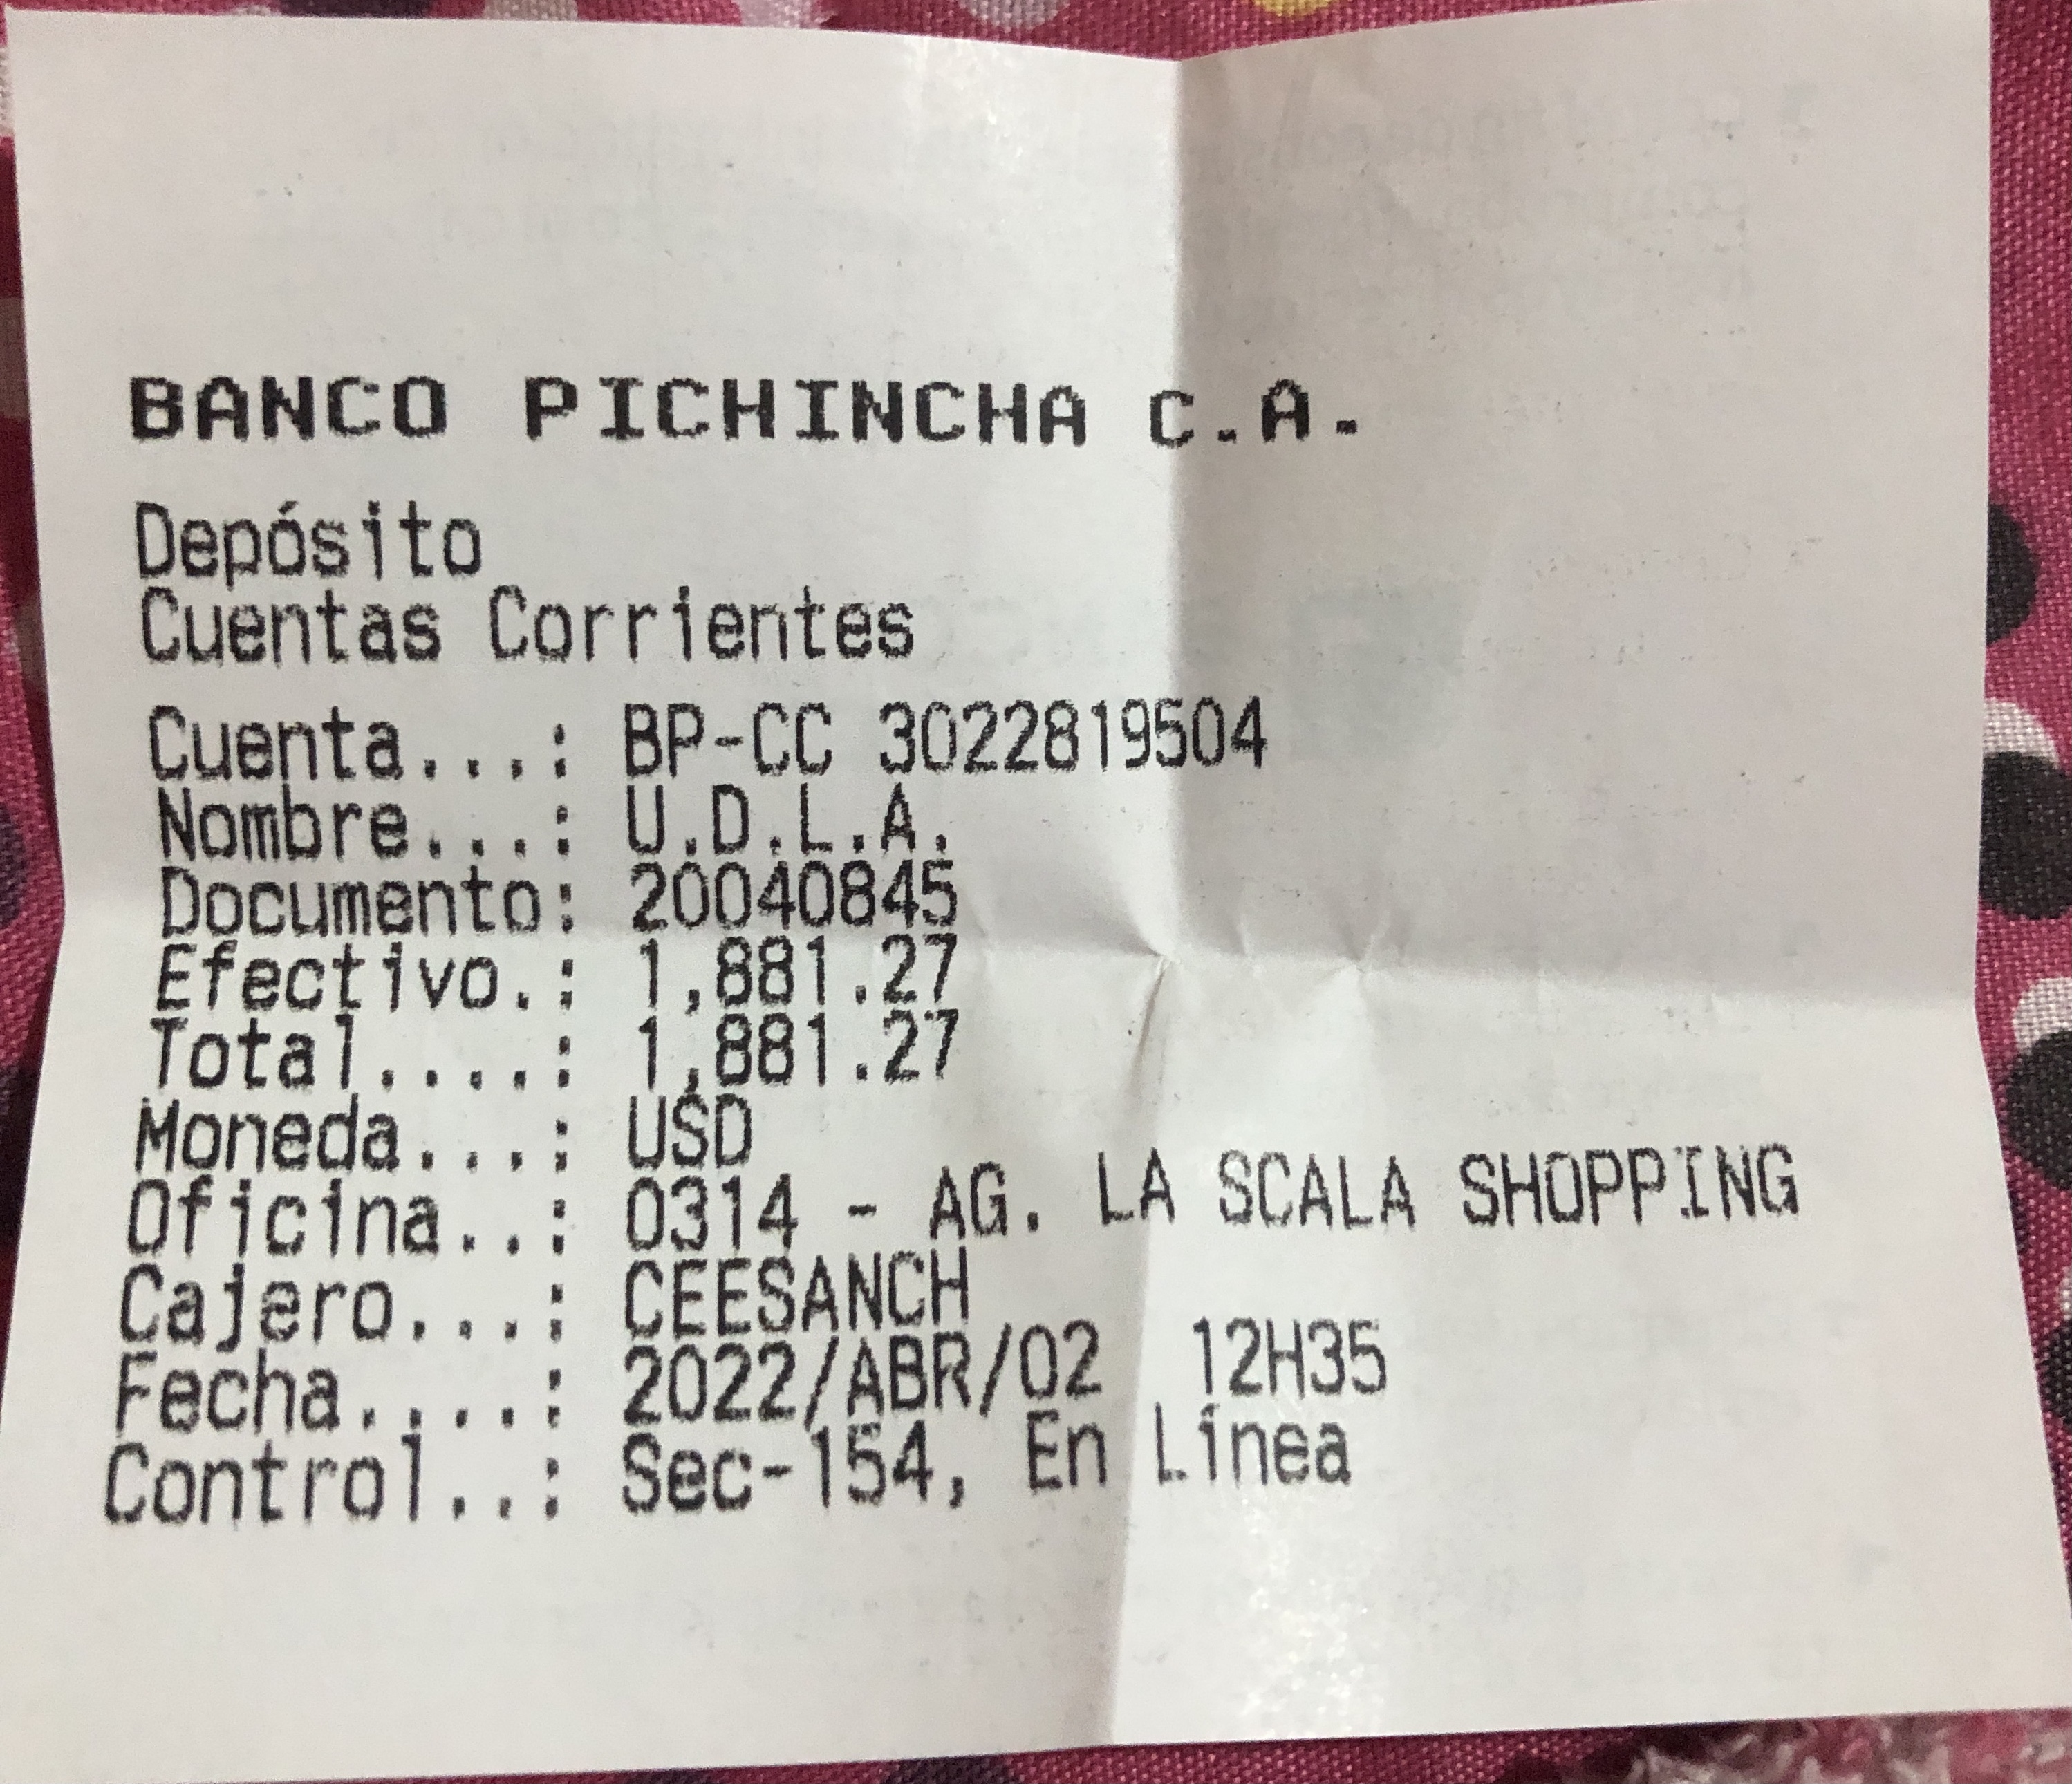 BANCO PICHINCHA C.A.
Depósito
Cuentas Corrientes
Cuenta...: BP-CC 3022819504
Nombre...: U.D.L.A.
Documento: 20040845
Efectivo.: 1,881.27
Total....: 1,881.27
Moneda...: USD
Oficina..: 0314 - AG. LA SCALA SHOPPING
Cajero...: CEESANCH
Fecha....: 2022/ABR/02 12H35
Control..: Sec-154, En Línea